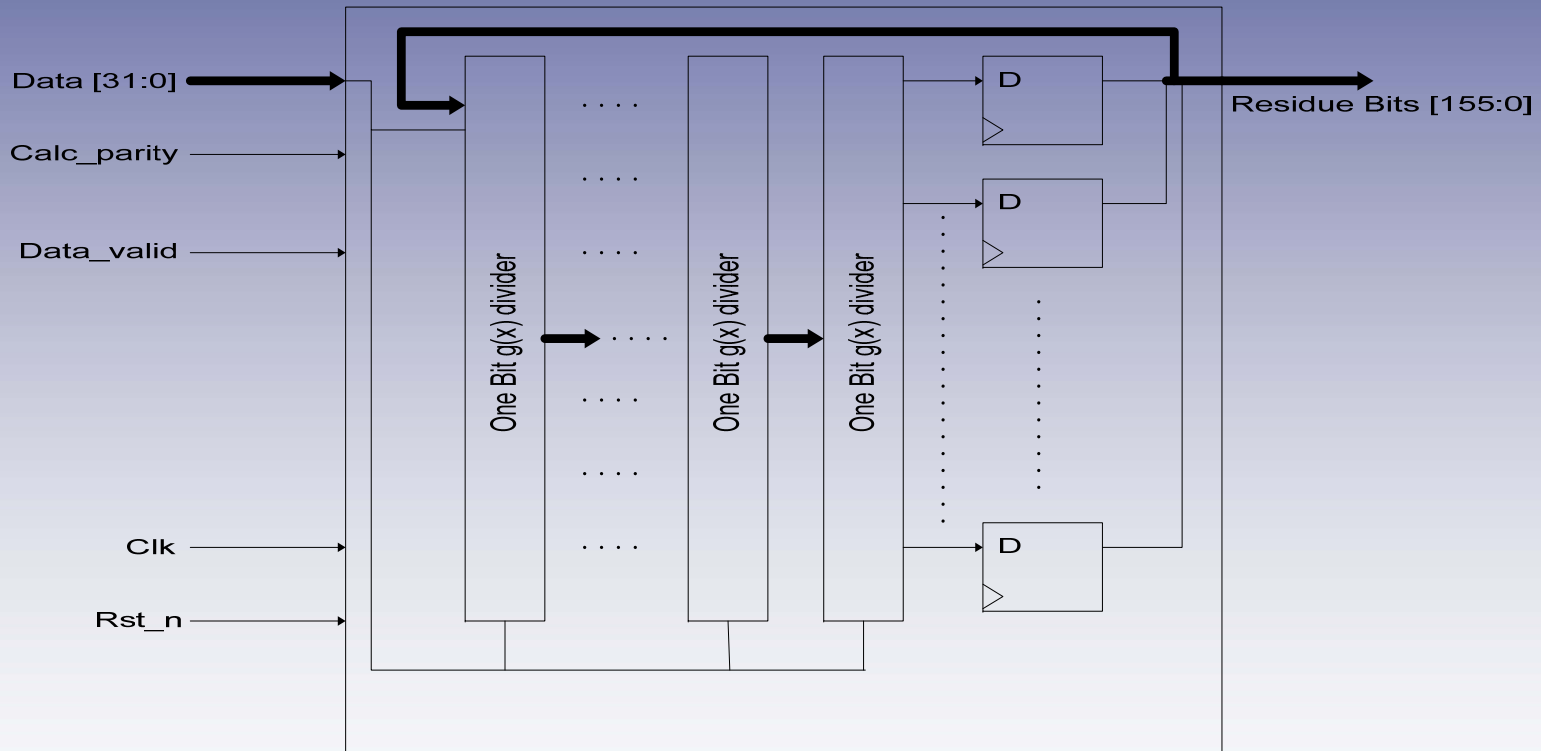 Data [31:0]
Calc_parity
Data_valid
Clk
Rst_n
One Bit g(x) divider
One Bit g(x) divider
One Bit g(x) divider
D
D
D
Residue Bits [155:0]